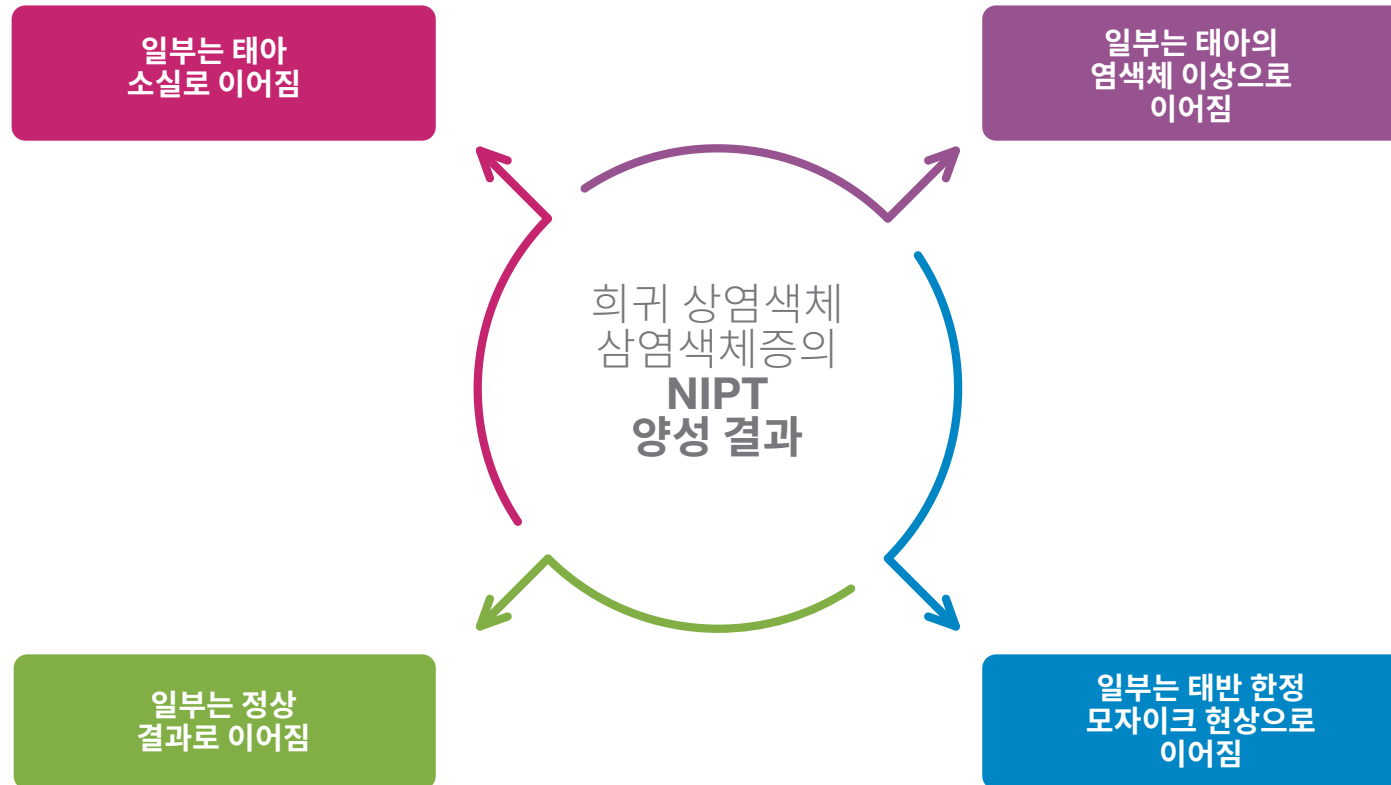 일부는 태아
소실로 이어짐
일부는 태아의
염색체 이상으로
이어짐
희귀 상염색체
삼염색체증의
NIPT
양성 결과
일부는 정상
결과로 이어짐
일부는 태반 한정
모자이크 현상으로
이어짐